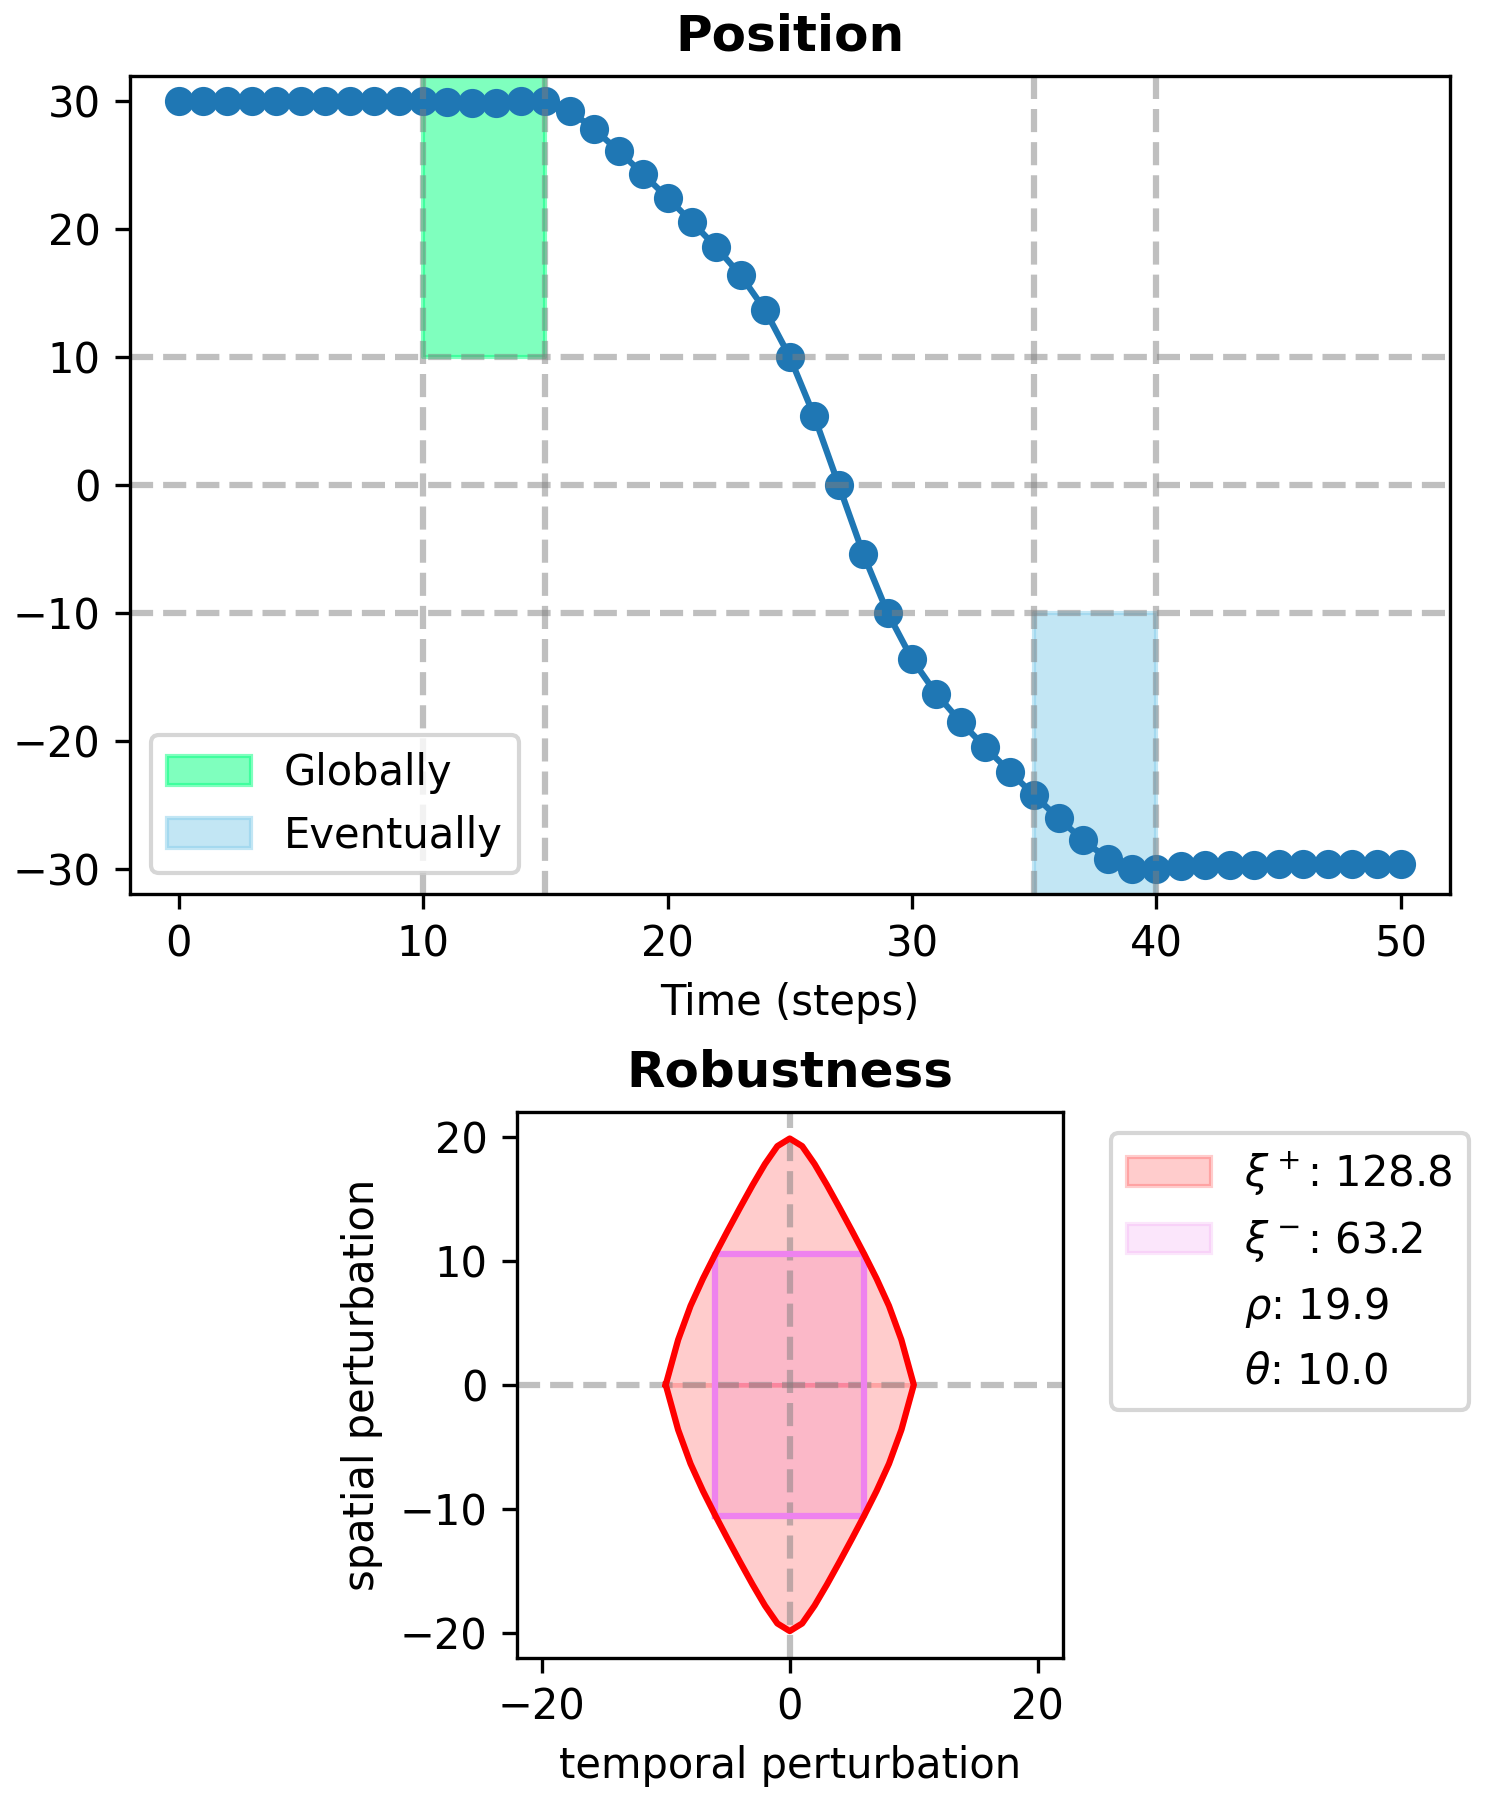 Position
30
20
10
0
−10
−20
−30
Globally
Eventually
0 10 20 30 40 50
Time (steps)
Robustness
20
10
0
−10
−20
spatial perturbation
−20 0 20
temporal perturbation
ξ⁺: 128.8
ξ⁻: 63.2
ρ: 19.9
θ: 10.0